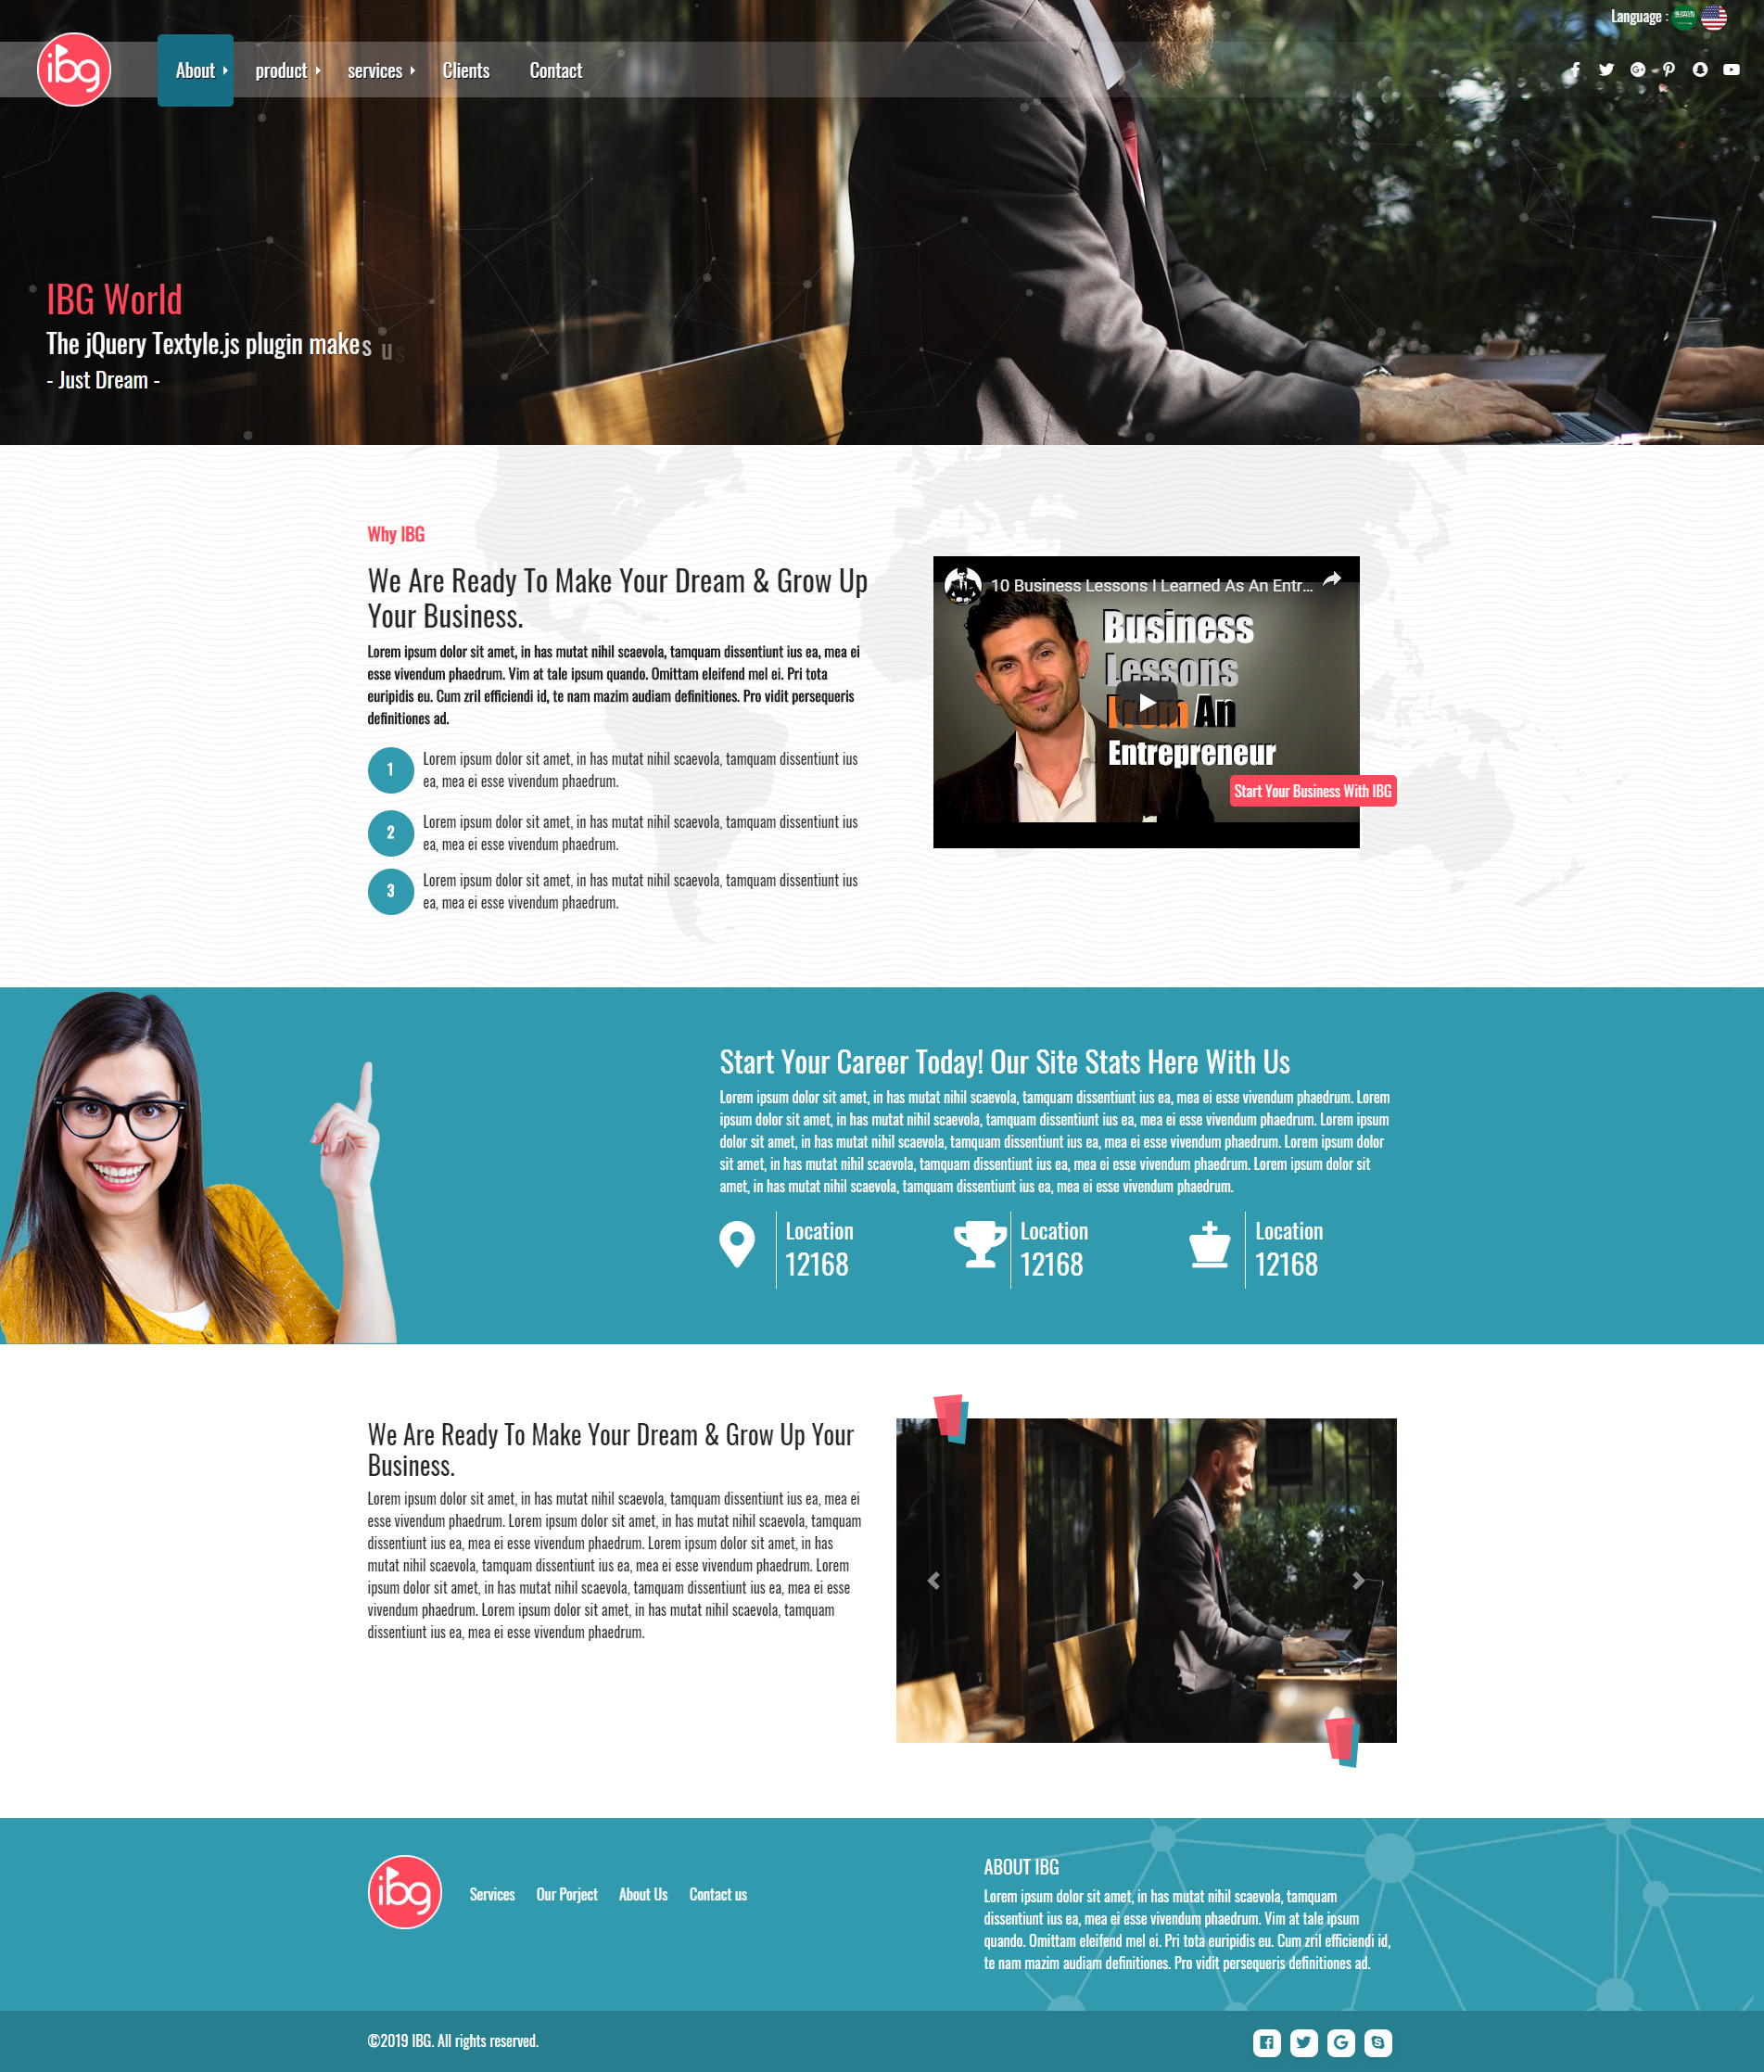 Language :
ibg
About
product
services
Clients
Contact
IBG World
The jQuery Textyle.js plugin makes us
- Just Dream -
Why IBG
We Are Ready To Make Your Dream & Grow Up
Your Business.
Lorem ipsum dolor sit amet, in has mutat nihil scaevola, tamquam dissentiunt ius ea, mea ei
esse vivendum phaedrum. Vim at tale ipsum quando. Omittam eleifend mel ei. Pri tota
euripidis eu. Cum zril efficiendi id, te nam mazim audiam definitiones. Pro vidit persequeris
definitiones ad.
1
Lorem ipsum dolor sit amet, in has mutat nihil scaevola, tamquam dissentiunt ius
ea, mea ei esse vivendum phaedrum.
2
Lorem ipsum dolor sit amet, in has mutat nihil scaevola, tamquam dissentiunt ius
ea, mea ei esse vivendum phaedrum.
3
Lorem ipsum dolor sit amet, in has mutat nihil scaevola, tamquam dissentiunt ius
ea, mea ei esse vivendum phaedrum.
10 Business Lessons I Learned As An Entr...
Business
Lessons
From An
Entrepreneur
Start Your Business With IBG
Start Your Career Today! Our Site Stats Here With Us
Lorem ipsum dolor sit amet, in has mutat nihil scaevola, tamquam dissentiunt ius ea, mea ei esse vivendum phaedrum. Lorem
ipsum dolor sit amet, in has mutat nihil scaevola, tamquam dissentiunt ius ea, mea ei esse vivendum phaedrum. Lorem ipsum
dolor sit amet, in has mutat nihil scaevola, tamquam dissentiunt ius ea, mea ei esse vivendum phaedrum. Lorem ipsum dolor
sit amet, in has mutat nihil scaevola, tamquam dissentiunt ius ea, mea ei esse vivendum phaedrum. Lorem ipsum dolor sit
amet, in has mutat nihil scaevola, tamquam dissentiunt ius ea, mea ei esse vivendum phaedrum.
Location
12168
Location
12168
Location
12168
We Are Ready To Make Your Dream & Grow Up Your
Business.
Lorem ipsum dolor sit amet, in has mutat nihil scaevola, tamquam dissentiunt ius ea, mea ei
esse vivendum phaedrum. Lorem ipsum dolor sit amet, in has mutat nihil scaevola, tamquam
dissentiunt ius ea, mea ei esse vivendum phaedrum. Lorem ipsum dolor sit amet, in has
mutat nihil scaevola, tamquam dissentiunt ius ea, mea ei esse vivendum phaedrum. Lorem
ipsum dolor sit amet, in has mutat nihil scaevola, tamquam dissentiunt ius ea, mea ei esse
vivendum phaedrum. Lorem ipsum dolor sit amet, in has mutat nihil scaevola, tamquam
dissentiunt ius ea, mea ei esse vivendum phaedrum.
ibg
Services
Our Porject
About Us
Contact us
ABOUT IBG
Lorem ipsum dolor sit amet, in has mutat nihil scaevola, tamquam
dissentiunt ius ea, mea ei esse vivendum phaedrum. Vim at tale ipsum
quando. Omittam eleifend mel ei. Pri tota euripidis eu. Cum zril efficiendi id,
te nam mazim audiam definitiones. Pro vidit persequeris definitiones ad.
©2019 IBG. All rights reserved.